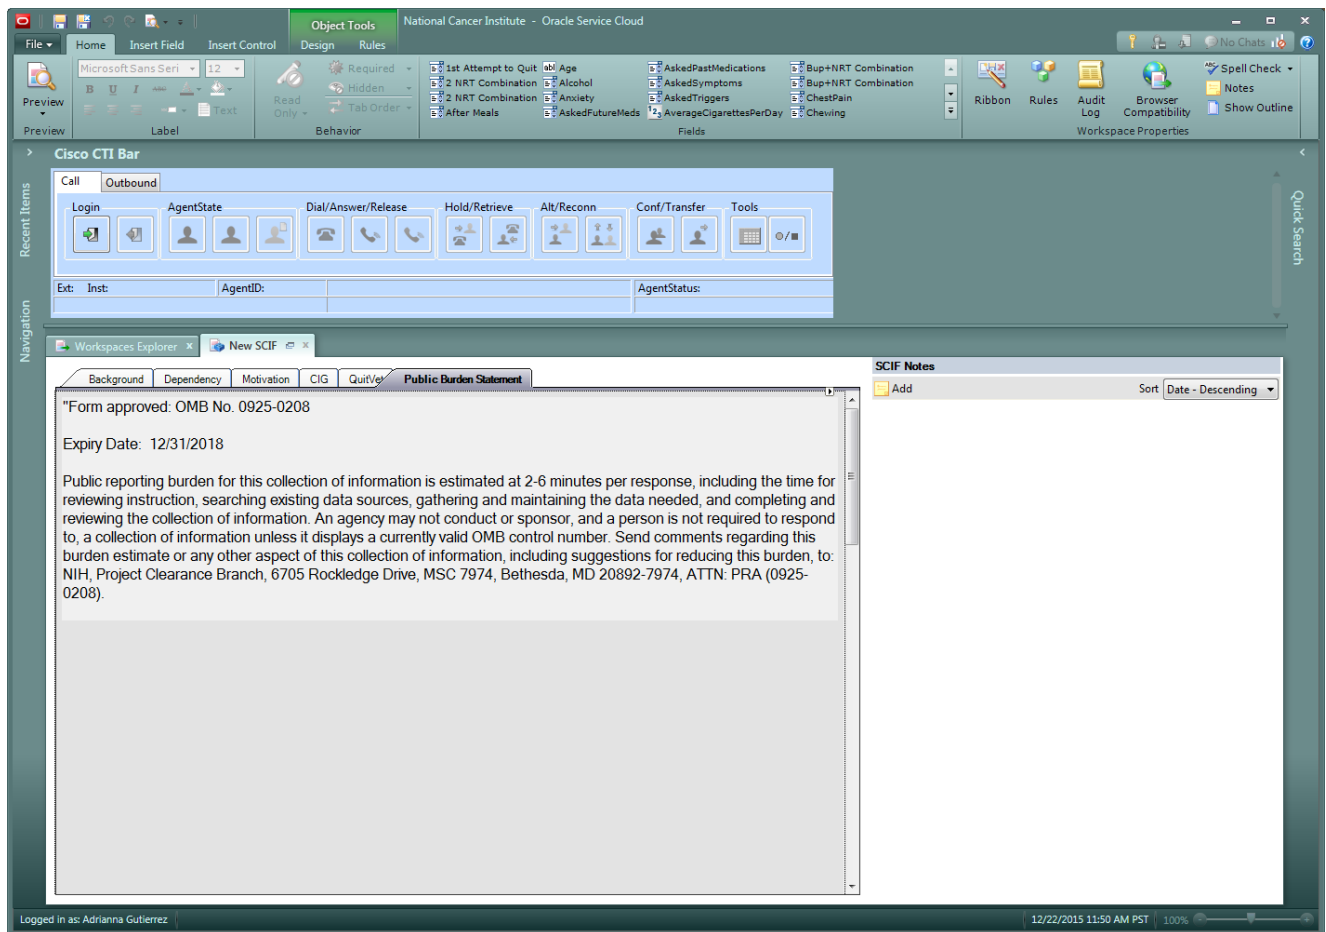 Object Tools
National Cancer Institute - Oracle Service Cloud
File Home Insert Field Insert Control Design Rules
No Chats
Preview
Preview
Microsoft Sans Seri 12
B U I
Text
Label
Read Only
Required
Hidden
Tab Order
Behavior
1st Attempt to Quit Age AskedPastMedications Bup+NRT Combination
2 NRT Combination Alcohol AskedSymptoms Bup+NRT Combination
2 NRT Combination Anxiety AskedTriggers ChestPain
After Meals AskedFutureMeds AverageCigarettesPerDay Chewing
Fields
Ribbon Rules Audit Log Browser Compatibility
Spell Check
Notes
Show Outline
Workspace Properties
Recent Items
Navigation
Quick Search
Cisco CTI Bar
Call Outbound
Login AgentState Dial/Answer/Release Hold/Retrieve Alt/Reconn Conf/Transfer Tools
Ext: Inst: AgentID: AgentStatus:
Workspaces Explorer x New SCIF x
Background Dependency Motivation CIG QuitVet Public Burden Statement
"Form approved: OMB No. 0925-0208
Expiry Date: 12/31/2018
Public reporting burden for this collection of information is estimated at 2-6 minutes per response, including the time for
reviewing instruction, searching existing data sources, gathering and maintaining the data needed, and completing and
reviewing the collection of information. An agency may not conduct or sponsor, and a person is not required to respond
to, a collection of information unless it displays a currently valid OMB control number. Send comments regarding this
burden estimate or any other aspect of this collection of information, including suggestions for reducing this burden, to:
NIH, Project Clearance Branch, 6705 Rockledge Drive, MSC 7974, Bethesda, MD 20892-7974, ATTN: PRA (0925-
0208).
SCIF Notes
Add Sort Date - Descending
Logged in as: Adrianna Gutierrez
12/22/2015 11:50 AM PST 100%